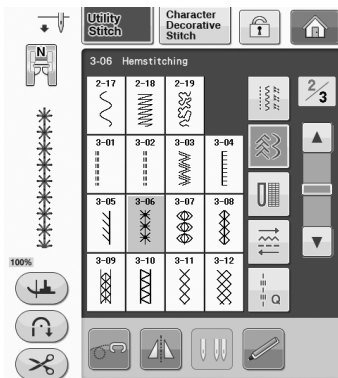 Utility
Stitch
Character
Decorative
Stitch
N
3-06 Hemstitching
2/3
2-17 2-18 2-19
3-01 3-02 3-03 3-04
3-05 3-06 3-07 3-08
100%
3-09 3-10 3-11 3-12
Q